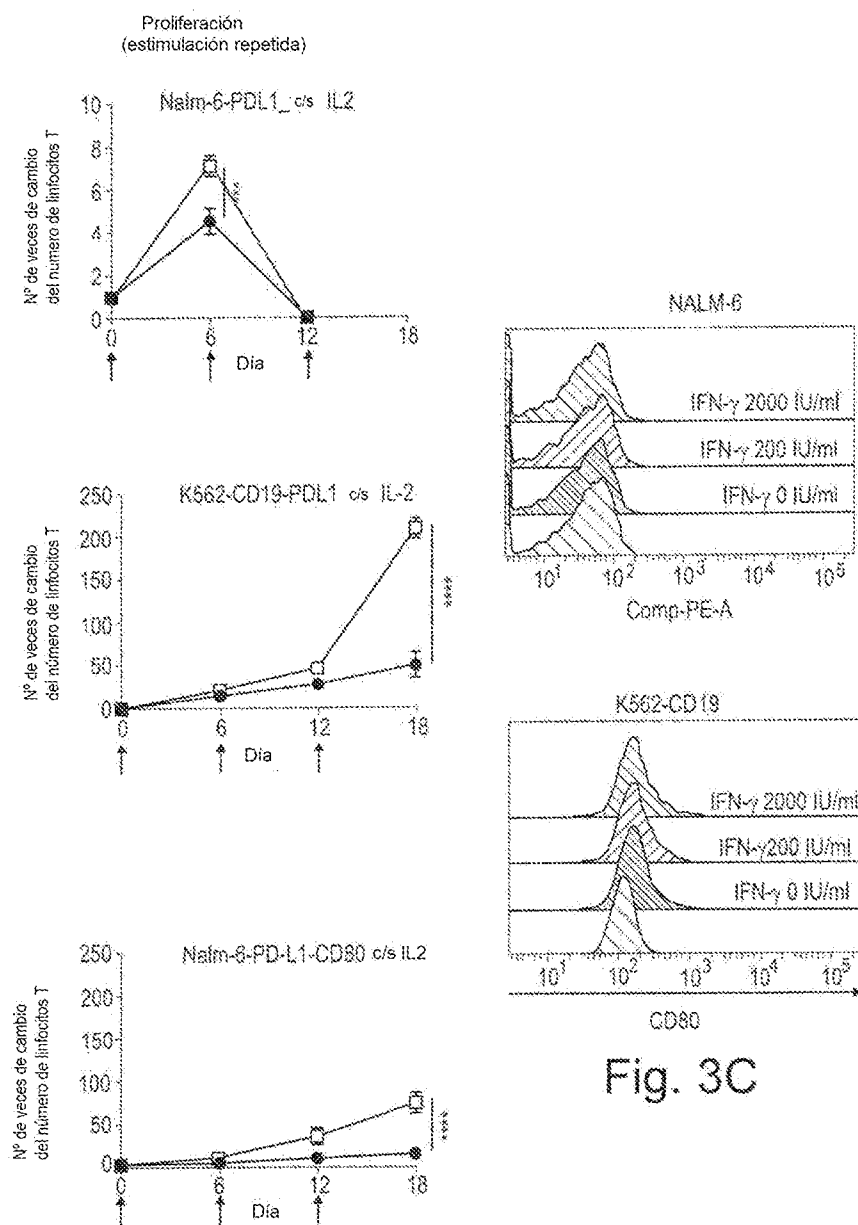 Proliferación
(estimulación repetida)
Nalm-6-PDL1_ c/s IL2
Nº de veces de cambio
del número de linfocitos T
10
8
6
4
2
0
0
6
12
18
Día
***
K562-CD19-PDL1 c/s IL-2
Nº de veces de cambio
del número de linfocitos T
250
200
150
100
50
0
0
6
12
18
Día
****
Nalm-6-PD-L1-CD80 c/s IL2
Nº de veces de cambio
del número de linfocitos T
250
200
150
100
50
0
0
6
12
18
Día
****
NALM-6
IFN-γ 2000 IU/ml
IFN-γ 200 IU/ml
IFN-γ 0 IU/ml
10¹ 10² 10³ 10⁴ 10⁵
Comp-PE-A
K562-CD19
IFN-γ 2000 IU/ml
IFN-γ200 IU/ml
IFN-γ 0 IU/ml
10¹ 10² 10³ 10⁴ 10⁵
CD80
Fig. 3C